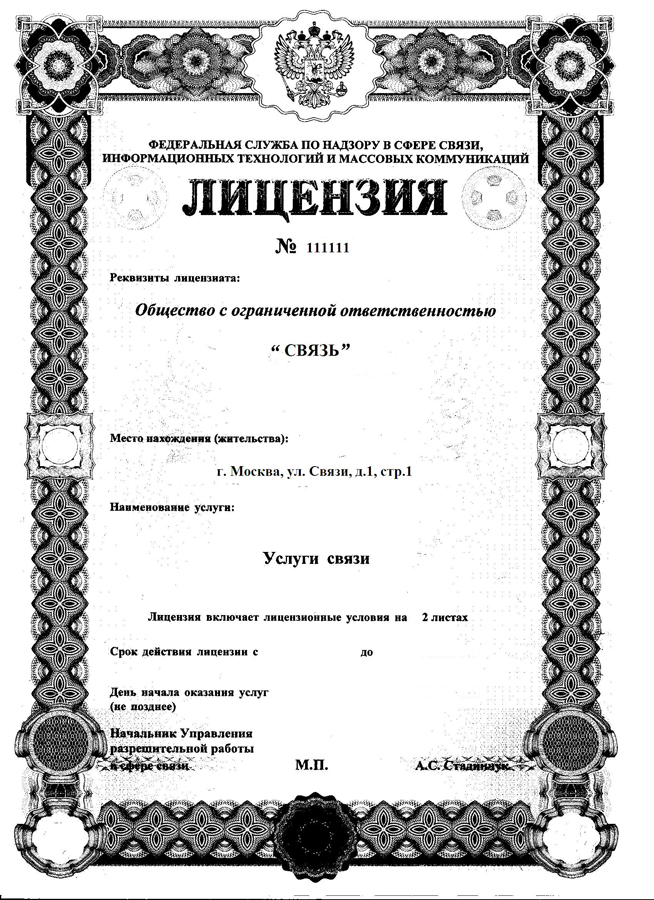 ФЕДЕРАЛЬНАЯ СЛУЖБА ПО НАДЗОРУ В СФЕРЕ СВЯЗИ,
ИНФОРМАЦИОННЫХ ТЕХНОЛОГИЙ И МАССОВЫХ КОММУНИКАЦИЙ
ЛИЦЕНЗИЯ
№ 111111
Реквизиты лицензиата:
Общество с ограниченной ответственностью
“ СВЯЗЬ”
Место нахождения (жительства):
г. Москва, ул. Связи, д.1, стр.1
Наименование услуги:
Услуги связи
Лицензия включает лицензионные условия на 2 листах
Срок действия лицензии с до
День начала оказания услуг
(не позднее)
Начальник Управления
разрешительной работы
в сфере связи М.П. А.С. Стадничук